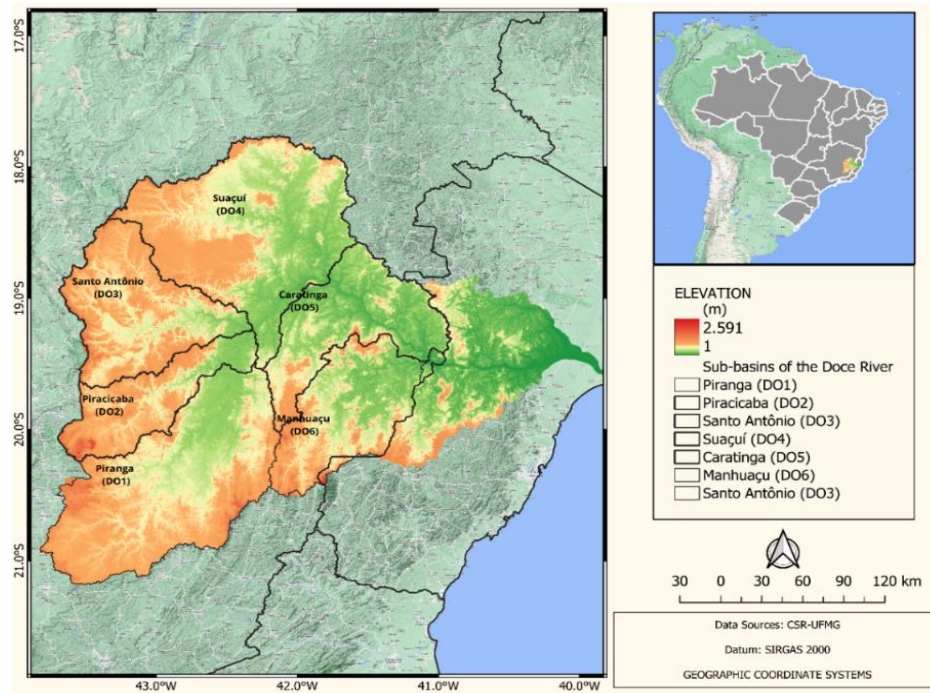 17.0°S
18.0°S
19.0°S
20.0°S
21.0°S
43.0°W
42.0°W
41.0°W
40.0°W
Suaçuí
(DO4)
Santo Antônio
(DO3)
Caratinga
(DO5)
Piracicaba
(DO2)
Manhuaçu
(DO6)
Piranga
(DO1)
ELEVATION
(m)
2.591
1
Sub-basins of the Doce River
Piranga (DO1)
Piracicaba (DO2)
Santo Antônio (DO3)
Suaçuí (DO4)
Caratinga (DO5)
Manhuaçu (DO6)
Santo Antônio (DO3)
30 0 30 60 90 120 km
Data Sources: CSR-UFMG
Datum: SIRGAS 2000
GEOGRAPHIC COORDINATE SYSTEMS